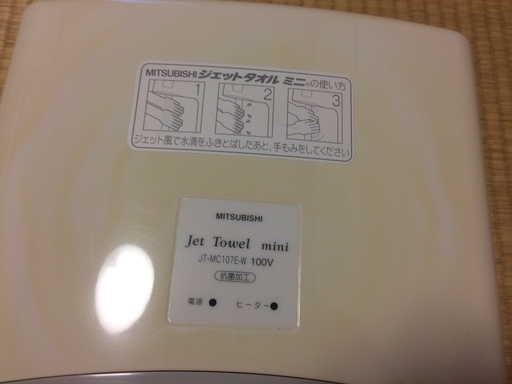 MITSUBISHI ジェットタオル ミニ®の使い方
1 2 3
ジェット風で水滴をふきとばしたあと、手もみをしてください
MITSUBISHI
Jet Towel mini
JT-MC107E-W 100V
抗菌加工
電源 ヒーター